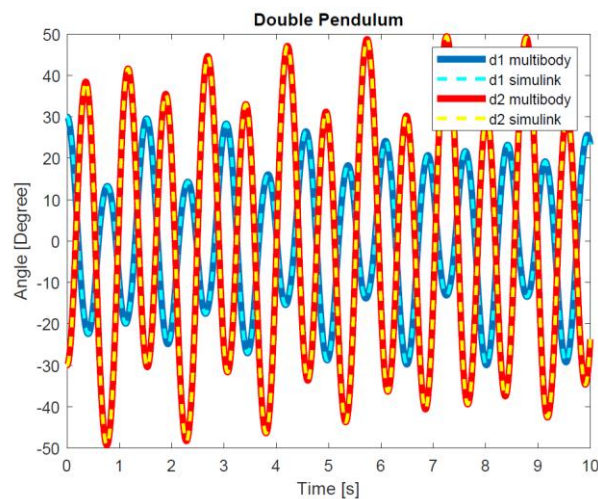 Double Pendulum
50
40
30
20
10
0
-10
-20
-30
-40
-50
Angle [Degree]
d1 multibody
d1 simulink
d2 multibody
d2 simulink
0 1 2 3 4 5 6 7 8 9 10
Time [s]